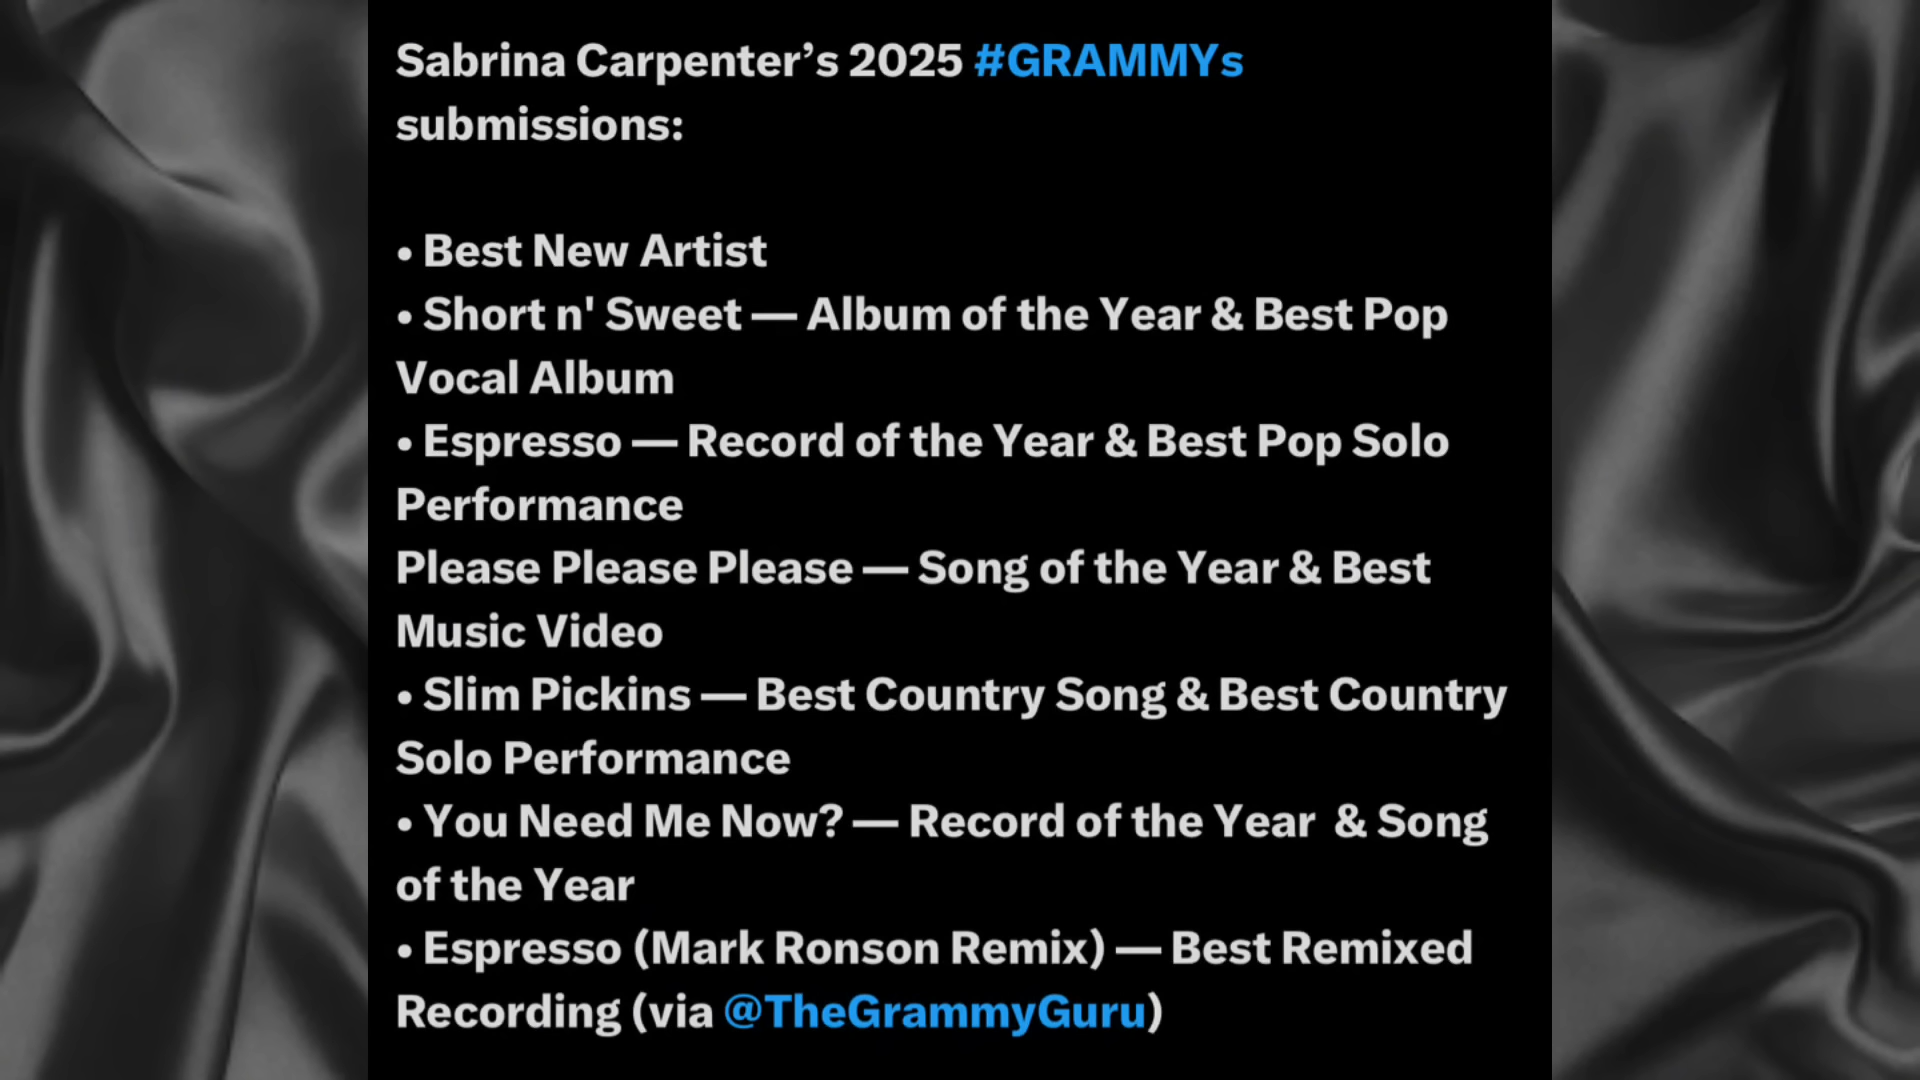 Sabrina Carpenter’s 2025 #GRAMMYs
submissions:
• Best New Artist
• Short n' Sweet — Album of the Year & Best Pop
Vocal Album
• Espresso — Record of the Year & Best Pop Solo
Performance
Please Please Please — Song of the Year & Best
Music Video
• Slim Pickins — Best Country Song & Best Country
Solo Performance
• You Need Me Now? — Record of the Year & Song
of the Year
• Espresso (Mark Ronson Remix) — Best Remixed
Recording (via @TheGrammyGuru)